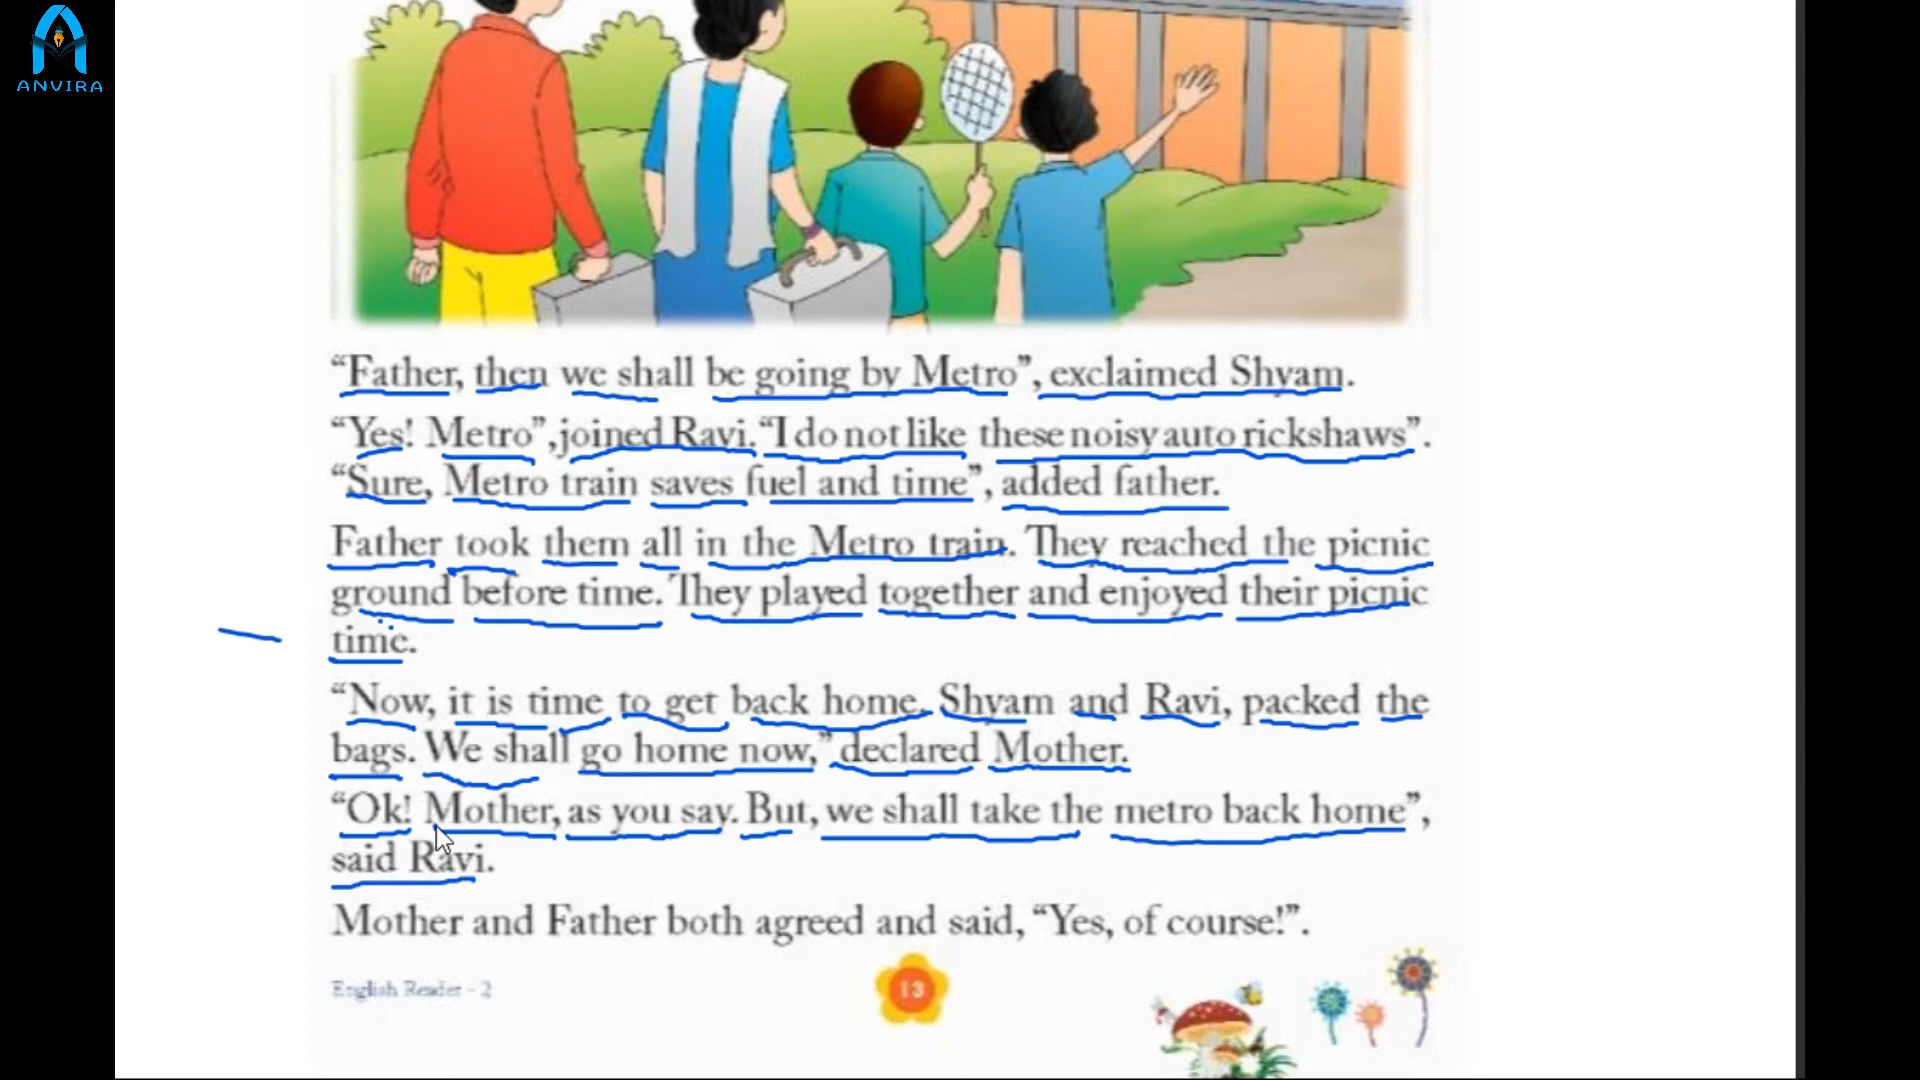 ANVIRA
“Father, then we shall be going by Metro”, exclaimed Shyam.
“Yes! Metro”, joined Ravi. “I do not like these noisy auto rickshaws”.
“Sure, Metro train saves fuel and time”, added father.
Father took them all in the Metro train. They reached the picnic
ground before time. They played together and enjoyed their picnic
time.
“Now, it is time to get back home. Shyam and Ravi, packed the
bags. We shall go home now,” declared Mother.
“Ok! Mother, as you say. But, we shall take the metro back home”,
said Ravi.
Mother and Father both agreed and said, “Yes, of course!”.
English Reader - 2
13